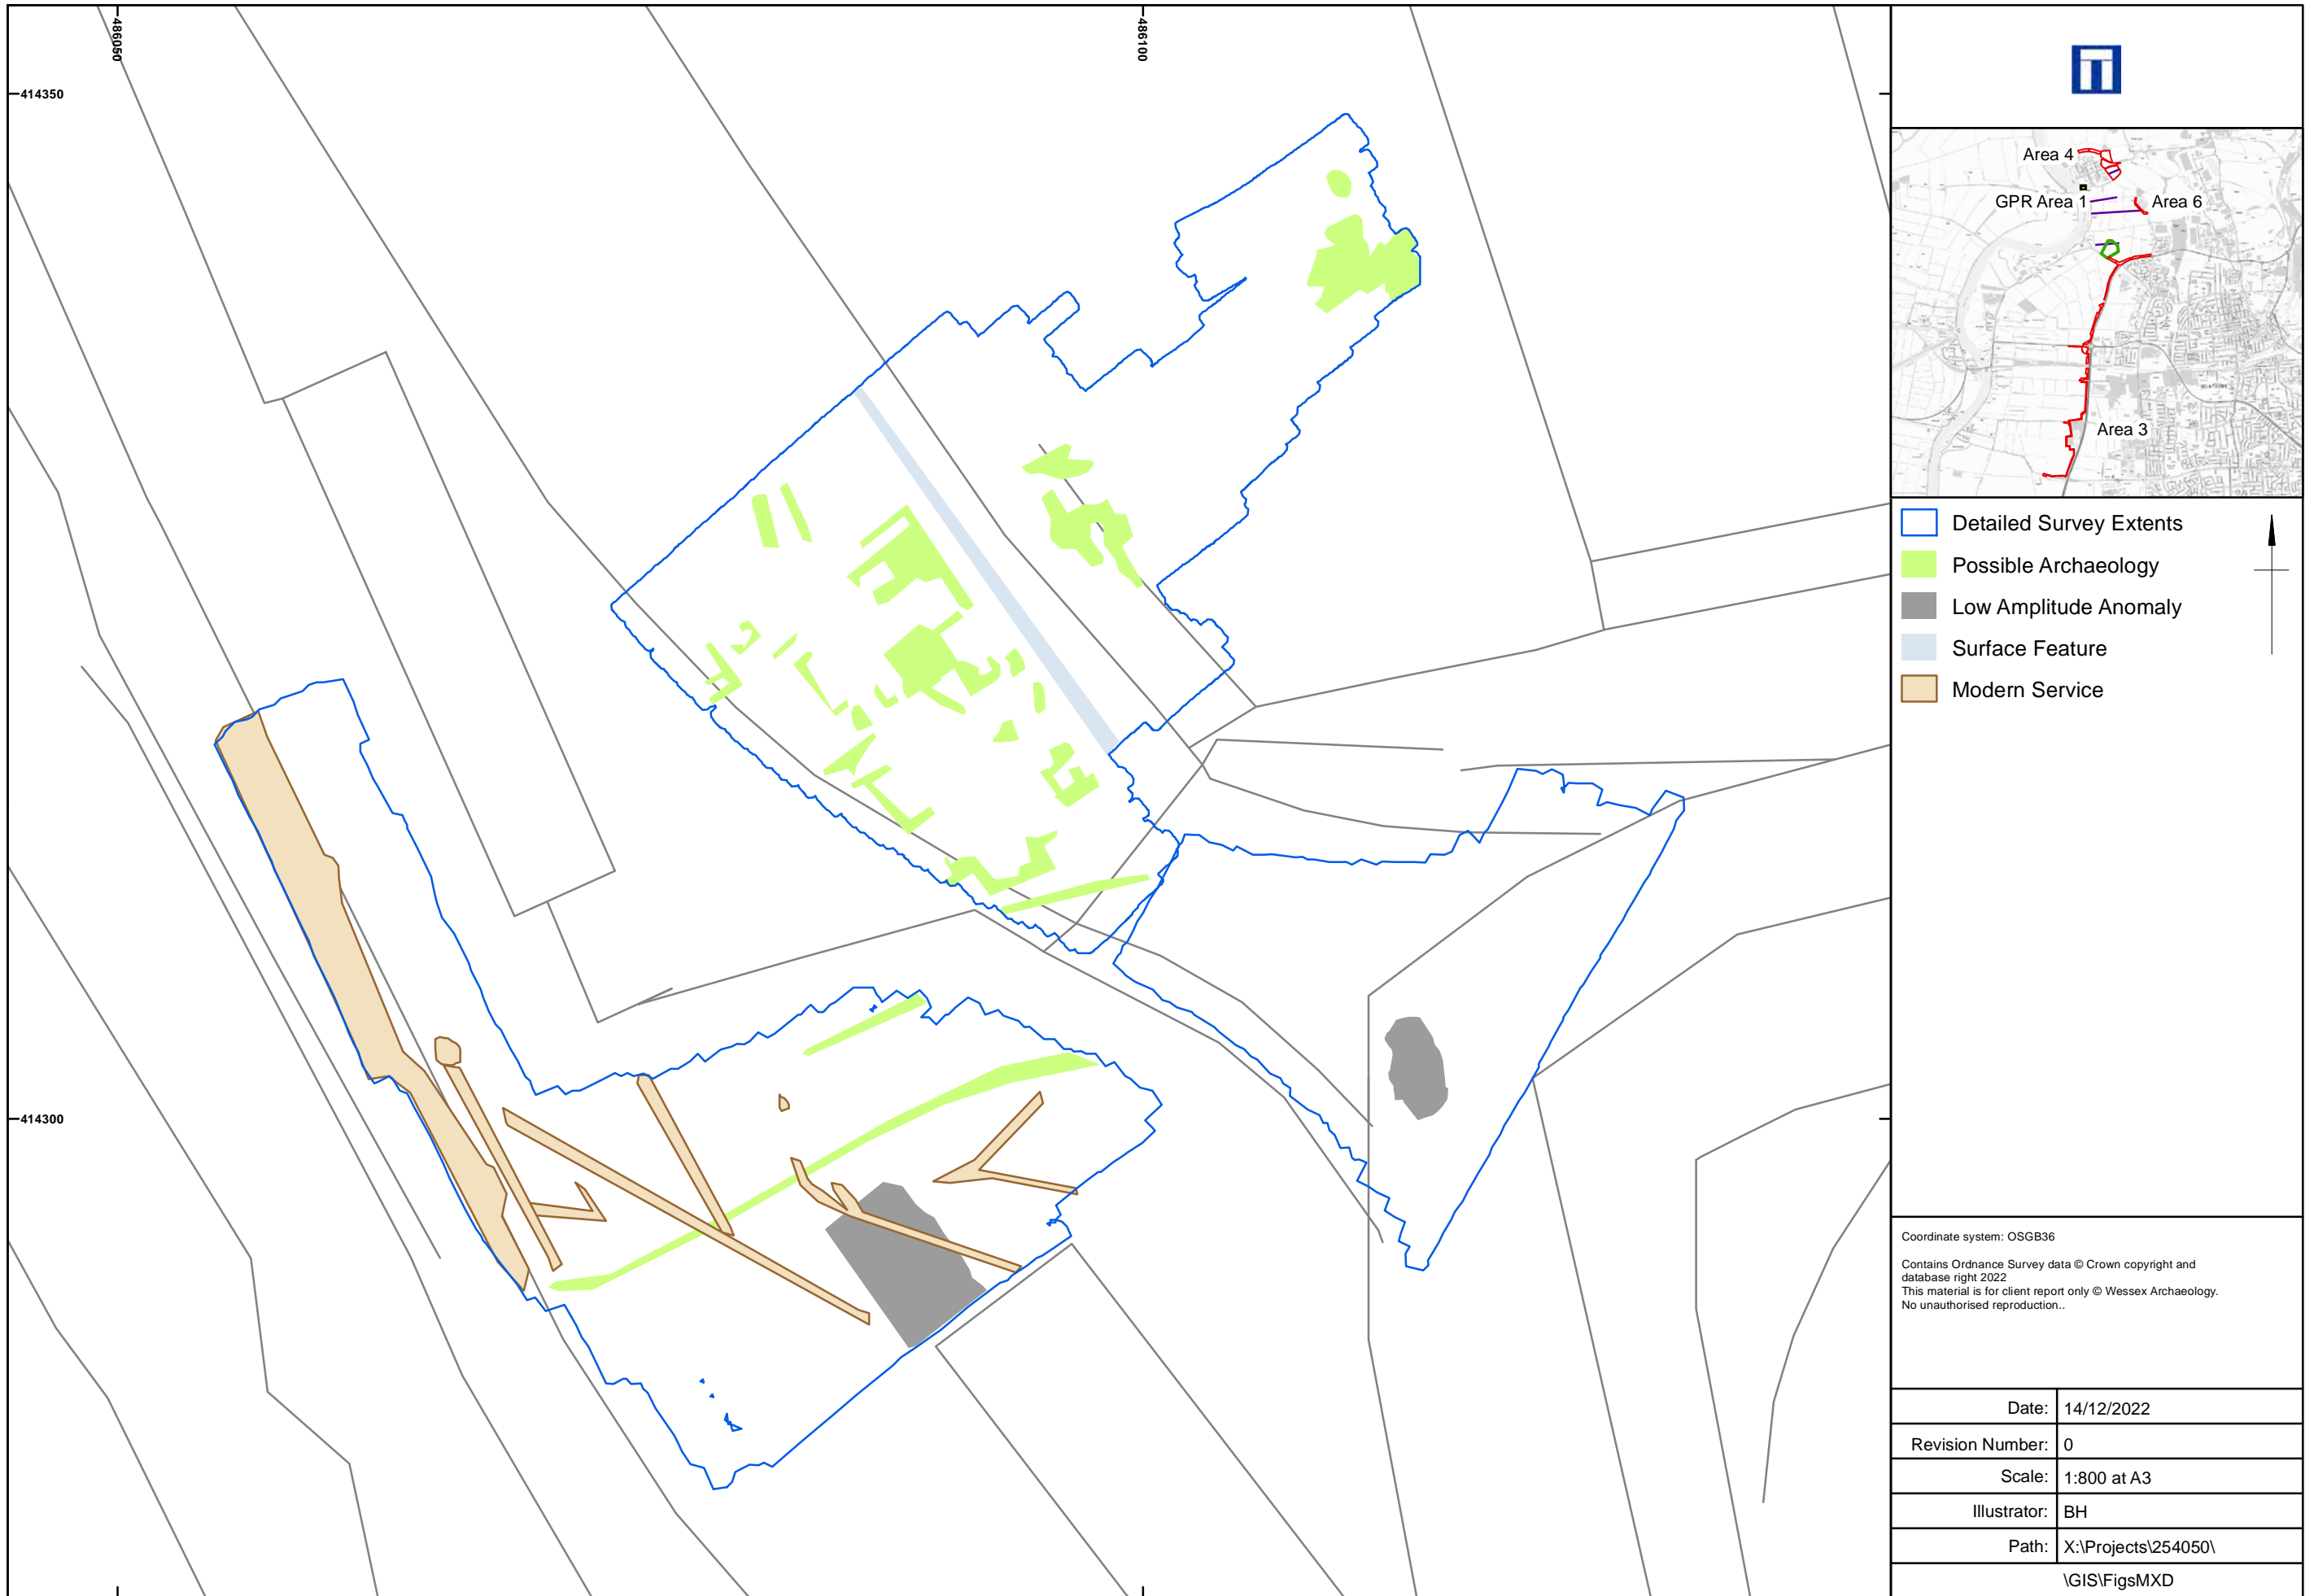 486050
486100
414350
414300
Area 4
GPR Area 1
Area 6
Area 3
Detailed Survey Extents
Possible Archaeology
Low Amplitude Anomaly
Surface Feature
Modern Service
Coordinate system: OSGB36
Contains Ordnance Survey data © Crown copyright and
database right 2022
This material is for client report only © Wessex Archaeology.
No unauthorised reproduction..
Date: 14/12/2022
Revision Number: 0
Scale: 1:800 at A3
Illustrator: BH
Path: X:\Projects\254050\
\GIS\FigsMXD